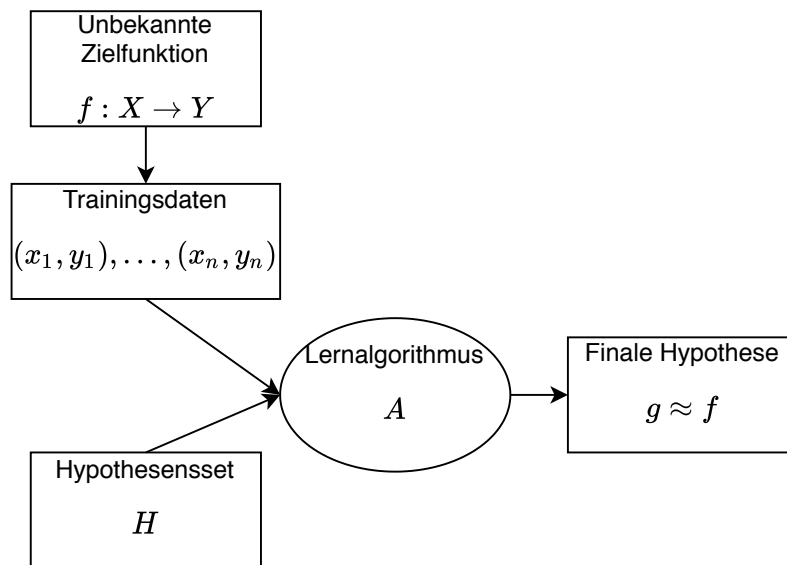 Unbekannte
Zielfunktion
f : X → Y
Trainingsdaten
(x₁, y₁), . . . , (xₙ, yₙ)
Lernalgorithmus
A
Finale Hypothese
g ≈ f
Hypothesensset
H